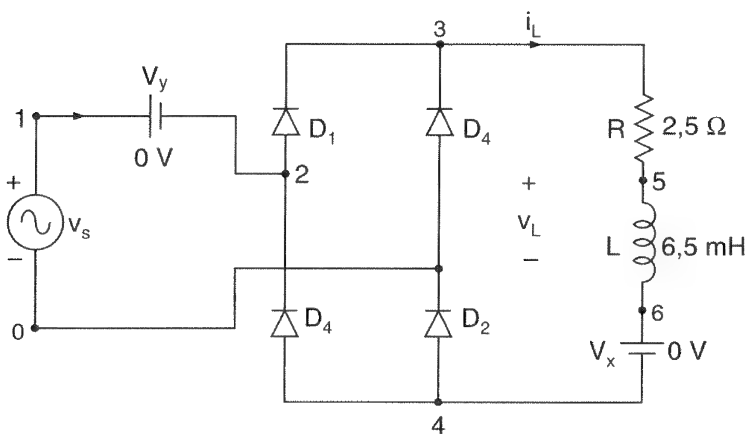 3
i_L
V_y
1
0 V
D_1
D_4
R 2,5 Ω
2
5
+
+
v_s
v_L
−
−
L 6,5 mH
0
D_4
D_2
6
V_x 0 V
4